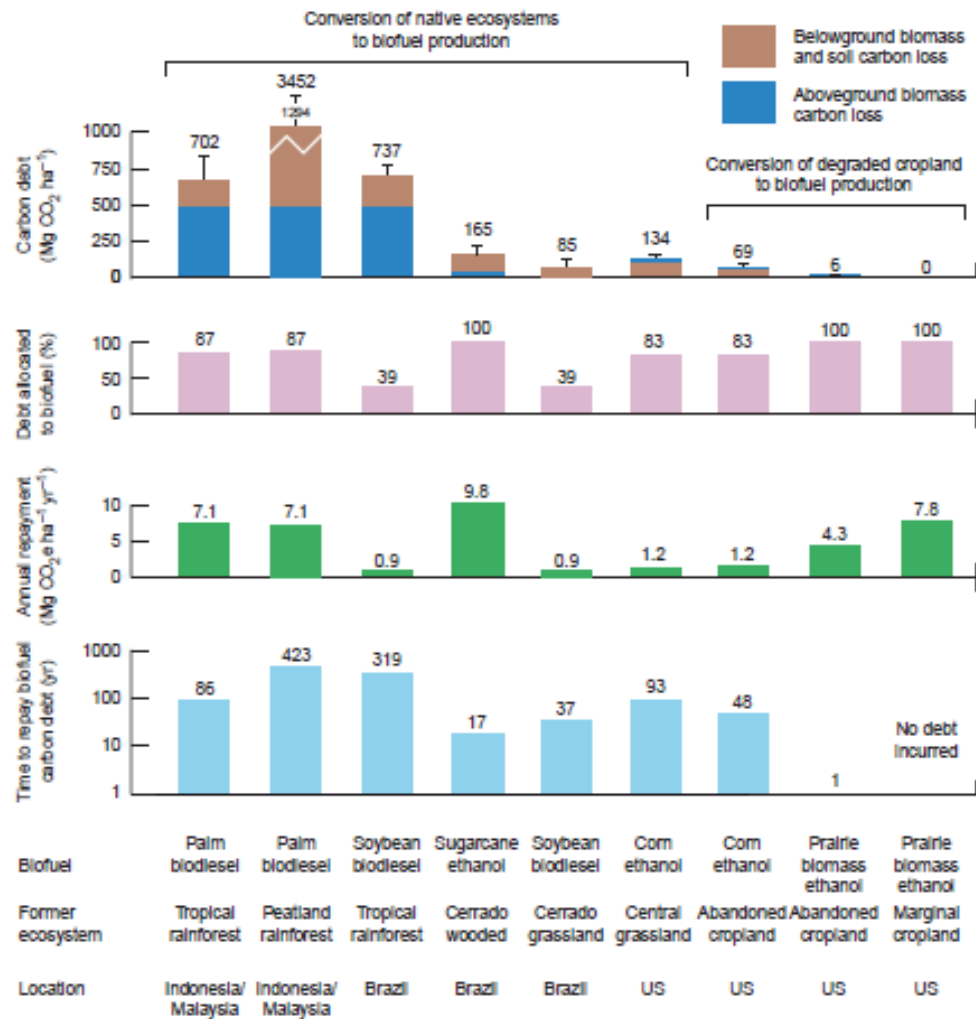 Conversion of native ecosystems
to biofuel production
Belowground biomass
and soil carbon loss
Aboveground biomass
carbon loss
Conversion of degraded cropland
to biofuel production
Carbon debt
(Mg CO₂ ha⁻¹)
1000
750
500
250
0
702
3452
1294
737
165
85
134
69
6
0
Debt allocated
to biofuel (%)
100
50
0
87
87
39
100
39
83
83
100
100
Annual repayment
(Mg CO₂e ha⁻¹ yr⁻¹)
10
5
0
7.1
7.1
0.9
9.8
0.9
1.2
1.2
4.3
7.8
Time to repay biofuel
carbon debt (yr)
1000
100
10
1
86
423
319
17
37
93
48
1
No debt
incurred
Biofuel
Palm
biodiesel
Palm
biodiesel
Soybean
biodiesel
Sugarcane
ethanol
Soybean
biodiesel
Corn
ethanol
Corn
ethanol
Prairie
biomass
ethanol
Prairie
biomass
ethanol
Former
ecosystem
Tropical
rainforest
Peatland
rainforest
Tropical
rainforest
Cerrado
wooded
Cerrado
grassland
Central
grassland
Abandoned
cropland
Abandoned
cropland
Marginal
cropland
Location
Indonesia/
Malaysia
Indonesia/
Malaysia
Brazil
Brazil
Brazil
US
US
US
US